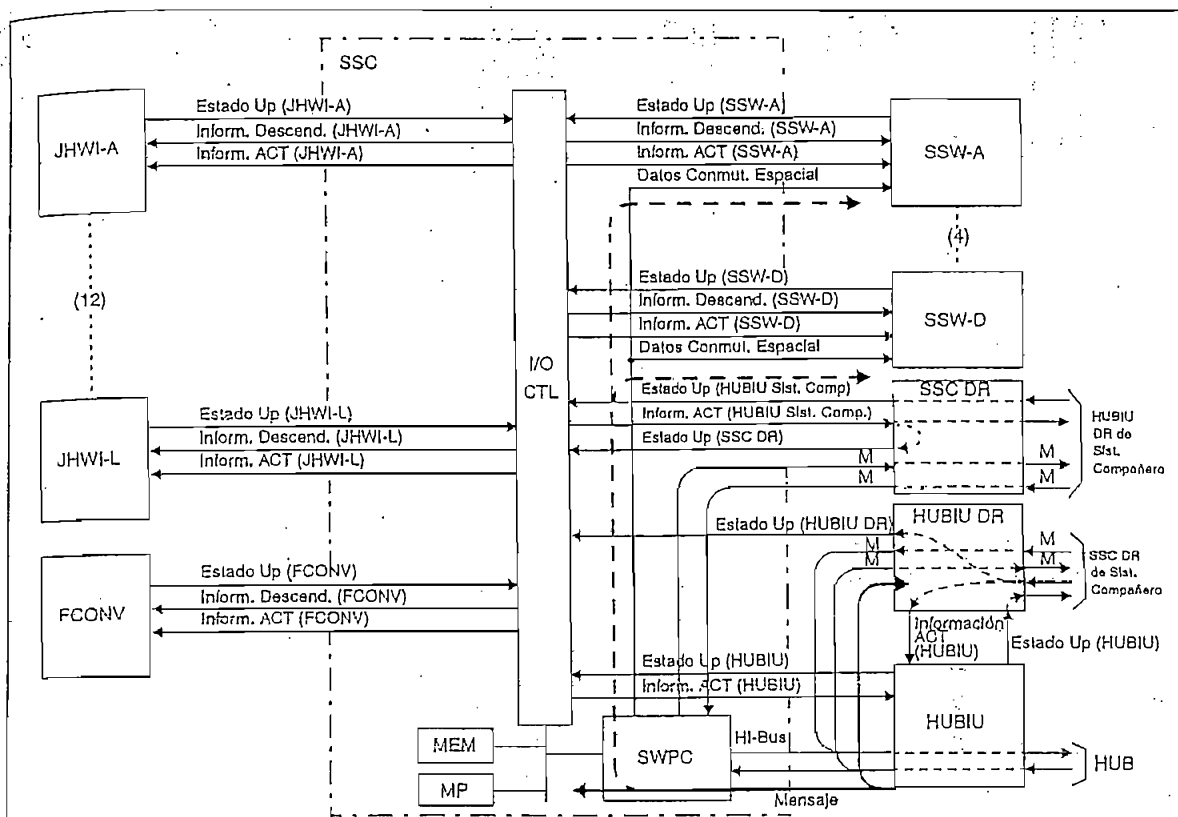 SSC
JHWI-A
Estado Up (JHWI-A)
Inform. Descend. (JHWI-A)
Inform. ACT (JHWI-A)
Estado Up (SSW-A)
Inform. Descend. (SSW-A)
Inform. ACT (SSW-A)
Datos Conmut. Espacial
SSW-A
(12)
(4)
I/O
CTL
Estado Up (SSW-D)
Inform. Descend. (SSW-D)
Inform. ACT (SSW-D)
Datos Conmut. Espacial
SSW-D
JHWI-L
Estado Up (JHWI-L)
Inform. Descend. (JHWI-L)
Inform. ACT (JHWI-L)
Estado Up (HUBIU Sist. Comp)
Inform. ACT (HUBIU Sist. Comp.)
Estado Up (SSC DR)
M
M
SSC DR
M
M
HUBIU
DR de
Sist.
Compañero
FCONV
Estado Up (FCONV)
Inform. Descend. (FCONV)
Inform. ACT (FCONV)
Estado Up (HUBIU DR)
M
M
HUBIU DR
M
M
SSC DR
de Sist.
Compañero
Información
ACT
(HUBIU)
Estado Up (HUBIU)
Estado Up (HUBIU)
Inform. ACT (HUBIU)
HUBIU
MEM
MP
SWPC
HI-Bus
Mensaje
HUB